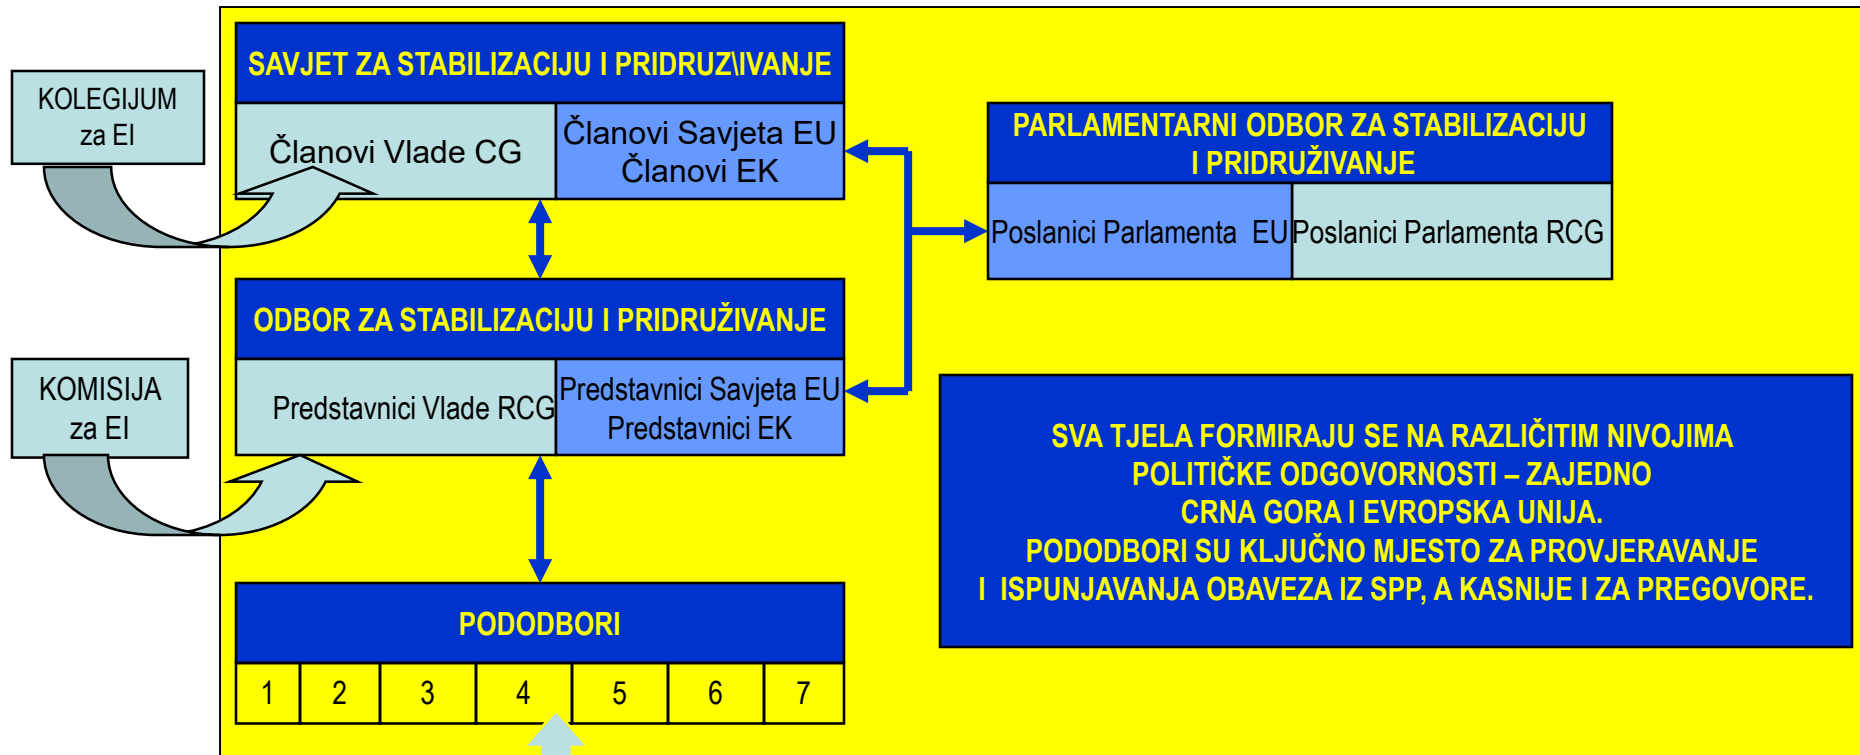 SAVJET ZA STABILIZACIJU I PRIDRUZ\IVANJE
KOLEGIJUM
za EI
Članovi Vlade CG
Članovi Savjeta EU
Članovi EK
PARLAMENTARNI ODBOR ZA STABILIZACIJU
I PRIDRUŽIVANJE
Poslanici Parlamenta EU
Poslanici Parlamenta RCG
ODBOR ZA STABILIZACIJU I PRIDRUŽIVANJE
KOMISIJA
za EI
Predstavnici Vlade RCG
Predstavnici Savjeta EU
Predstavnici EK
SVA TJELA FORMIRAJU SE NA RAZLIČITIM NIVOJIMA
POLITIČKE ODGOVORNOSTI – ZAJEDNO
CRNA GORA I EVROPSKA UNIJA.
PODODBORI SU KLJUČNO MJESTO ZA PROVJERAVANJE
I ISPUNJAVANJA OBAVEZA IZ SPP, A KASNIJE I ZA PREGOVORE.
PODODBORI
1 2 3 4 5 6 7